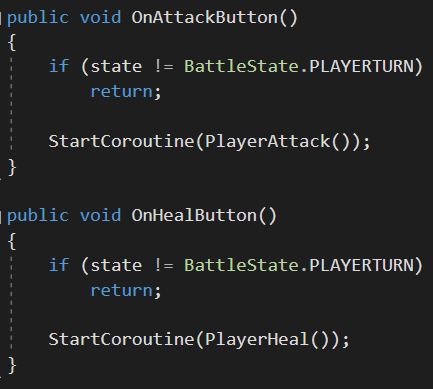 public void OnAttackButton()
{
    if (state != BattleState.PLAYERTURN)
        return;

    StartCoroutine(PlayerAttack());
}

public void OnHealButton()
{
    if (state != BattleState.PLAYERTURN)
        return;

    StartCoroutine(PlayerHeal());
}